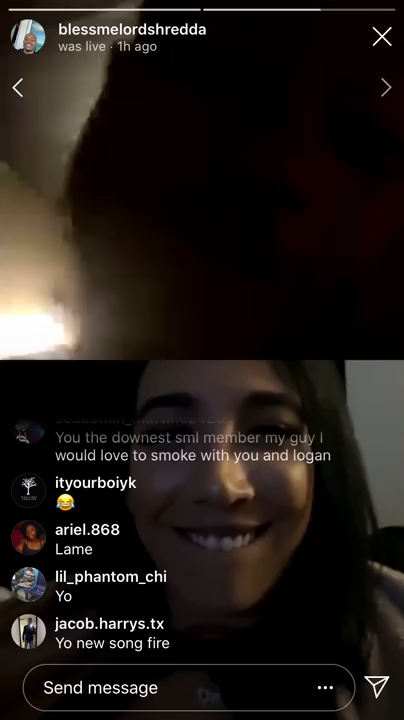 blessmelordshredda
was live · 1h ago
You the downest sml member my guy I
would love to smoke with you and logan
ityourboiyk
😂
ariel.868
Lame
lil_phantom_chi
Yo
jacob.harrys.tx
Yo new song fire
Send message